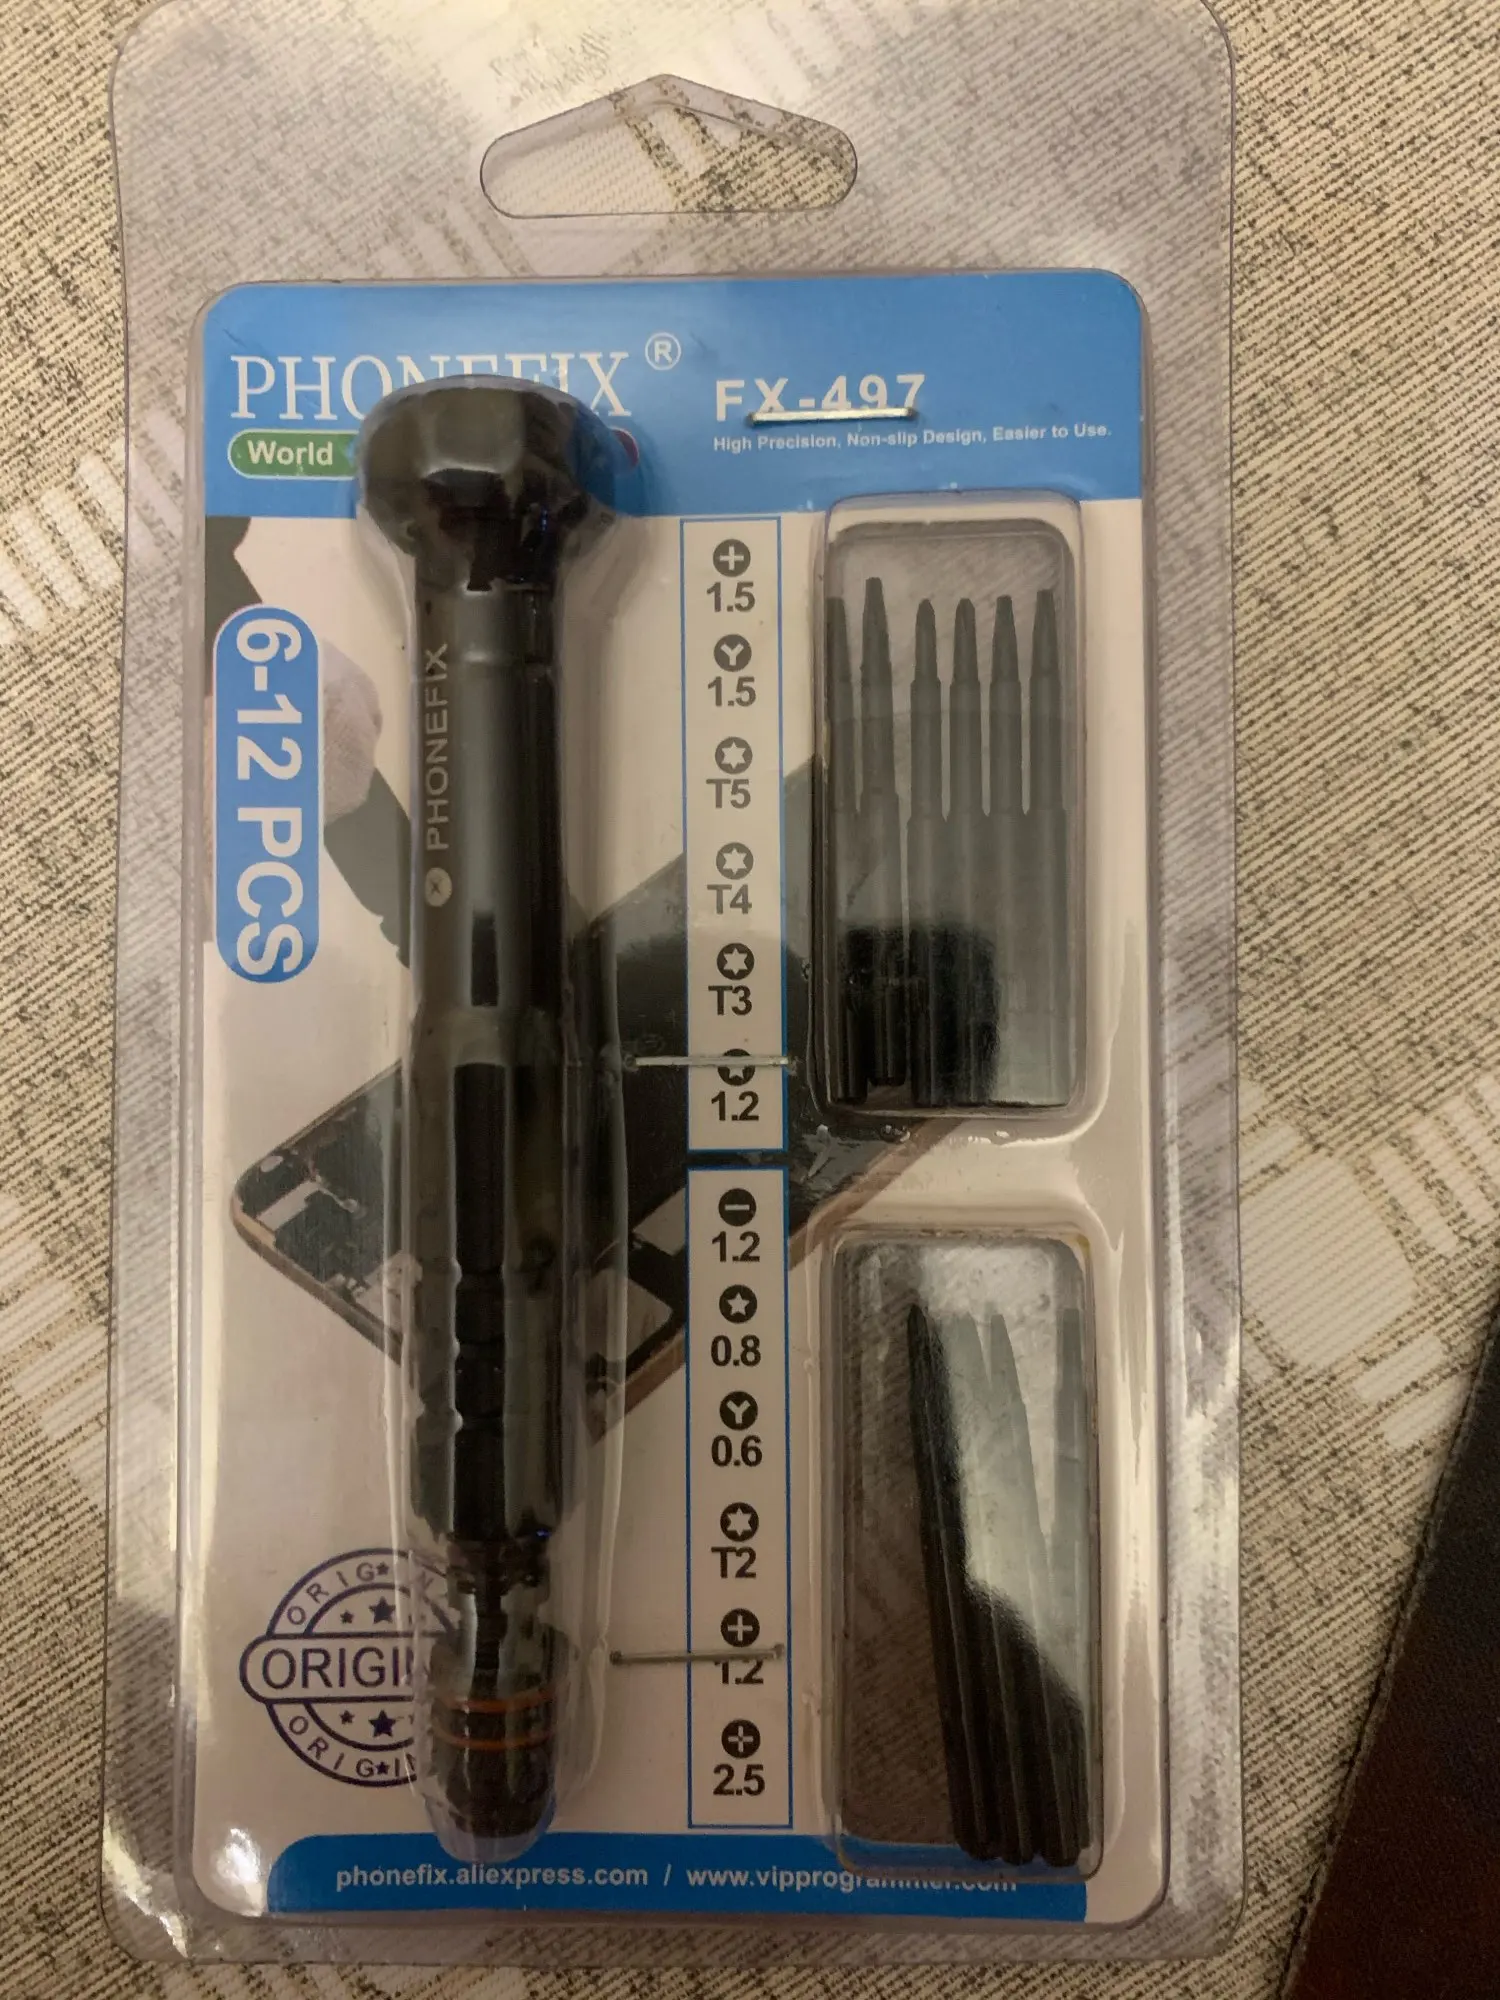 PHONEFIX ®
World
FX-497
High Precision, Non-slip Design, Easier to Use.
6-12 PCS
PHONEFIX
1.5
1.5
T5
T4
T3
1.2
1.2
0.8
0.6
T2
1.2
2.5
phonefix.aliexpress.com / www.vipprogrammer.com